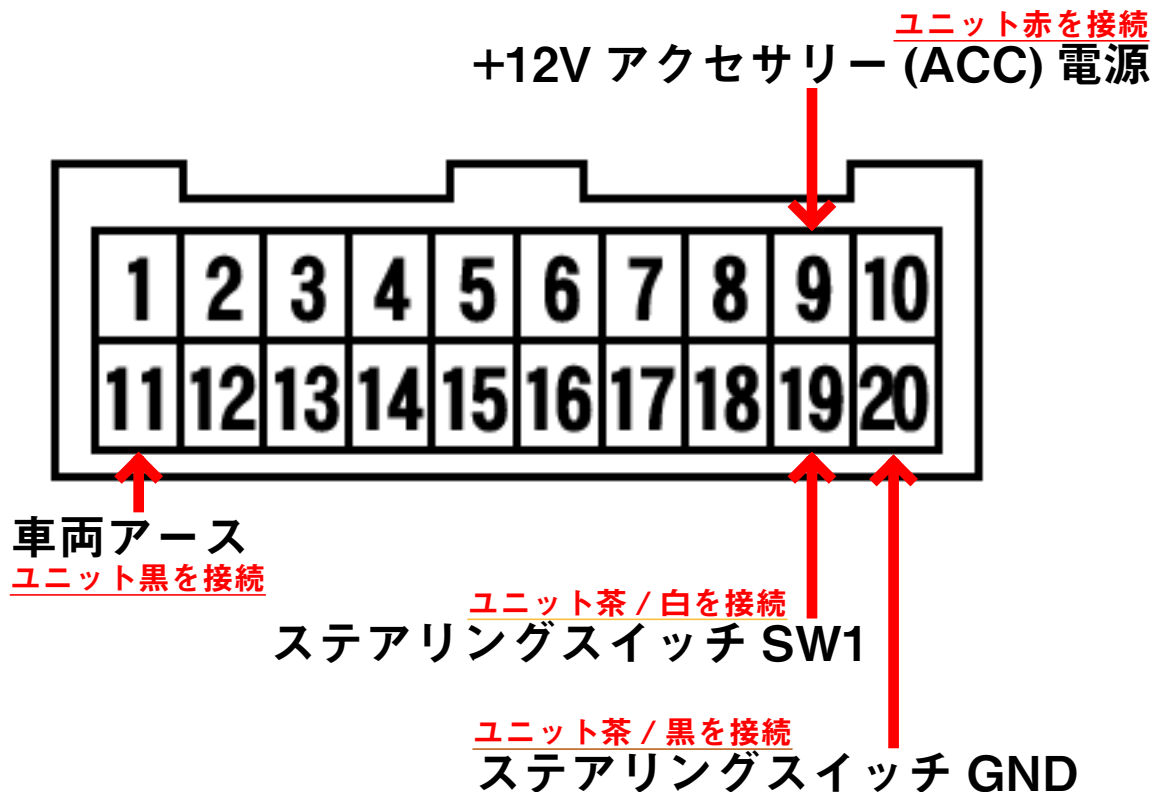 ユニット赤を接続
+12V アクセサリー (ACC) 電源
1 2 3 4 5 6 7 8 9 10
11 12 13 14 15 16 17 18 19 20
車両アース
ユニット黒を接続
ユニット茶 / 白を接続
ステアリングスイッチ SW1
ユニット茶 / 黒を接続
ステアリングスイッチ GND